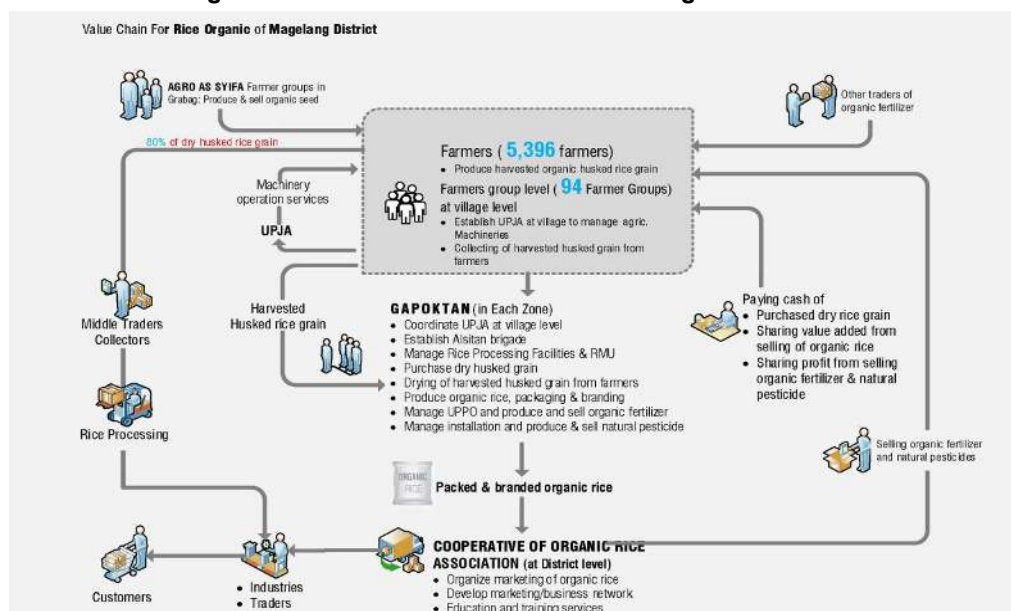 Value Chain For Rice Organic of Magelang District
AGRO AS SYIFA Farmer groups in
Grabag: Produce & sell organic seed
Other traders of
organic fertilizer
80% of dry husked rice grain
Farmers ( 5,396 farmers)
• Produce harvested organic husked rice grain
Farmers group level ( 94 Farmer Groups)
at village level
• Establish UPJA at village to manage agric.
Machineries
• Collecting of harvested husked grain from
farmers
Machinery
operation services
UPJA
Middle Traders
Collectors
Harvested
Husked rice grain
GAPOKTAN (in Each Zone)
• Coordinate UPJA at village level
• Establish Alsitan brigade
• Manage Rice Processing Facilities & RMU
• Purchase dry husked grain
• Drying of harvested husked grain from farmers
• Produce organic rice, packaging & branding
• Manage UPPO and produce and sell organic fertilizer
• Manage installation and produce & sell natural pesticide
Paying cash of
• Purchased dry rice grain
• Sharing value added from
selling of organic rice
• Sharing profit from selling
organic fertilizer & natural
pesticide
Rice Processing
Selling organic fertilizer
and natural pesticides
ORGANIC
RICE
Packed & branded organic rice
COOPERATIVE OF ORGANIC RICE
ASSOCIATION (at District level)
• Organize marketing of organic rice
• Develop marketing/business network
• Education and training services
Customers
• Industries
• Traders